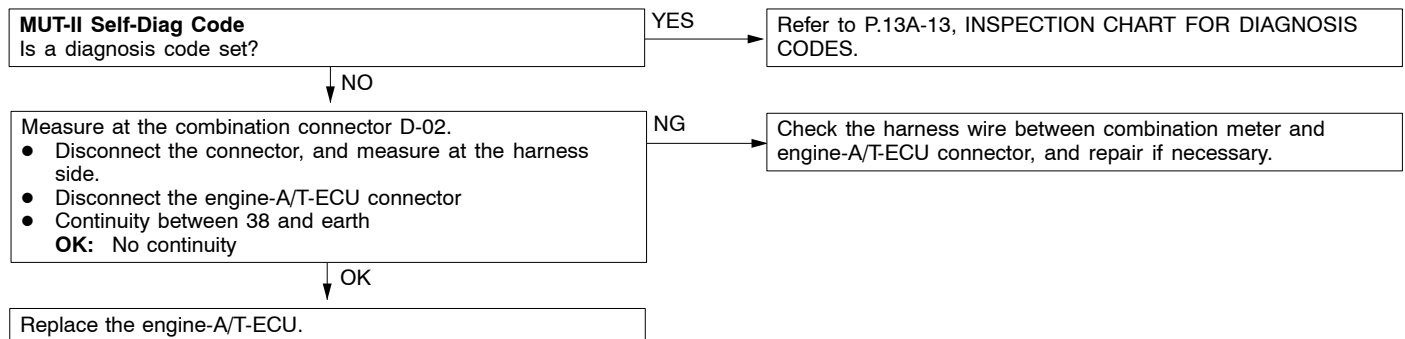 MUT-II Self-Diag Code
Is a diagnosis code set?
YES
Refer to P.13A-13, INSPECTION CHART FOR DIAGNOSIS
CODES.
NO
Measure at the combination connector D-02.
● Disconnect the connector, and measure at the harness
side.
● Disconnect the engine-A/T-ECU connector
● Continuity between 38 and earth
OK: No continuity
NG
Check the harness wire between combination meter and
engine-A/T-ECU connector, and repair if necessary.
OK
Replace the engine-A/T-ECU.